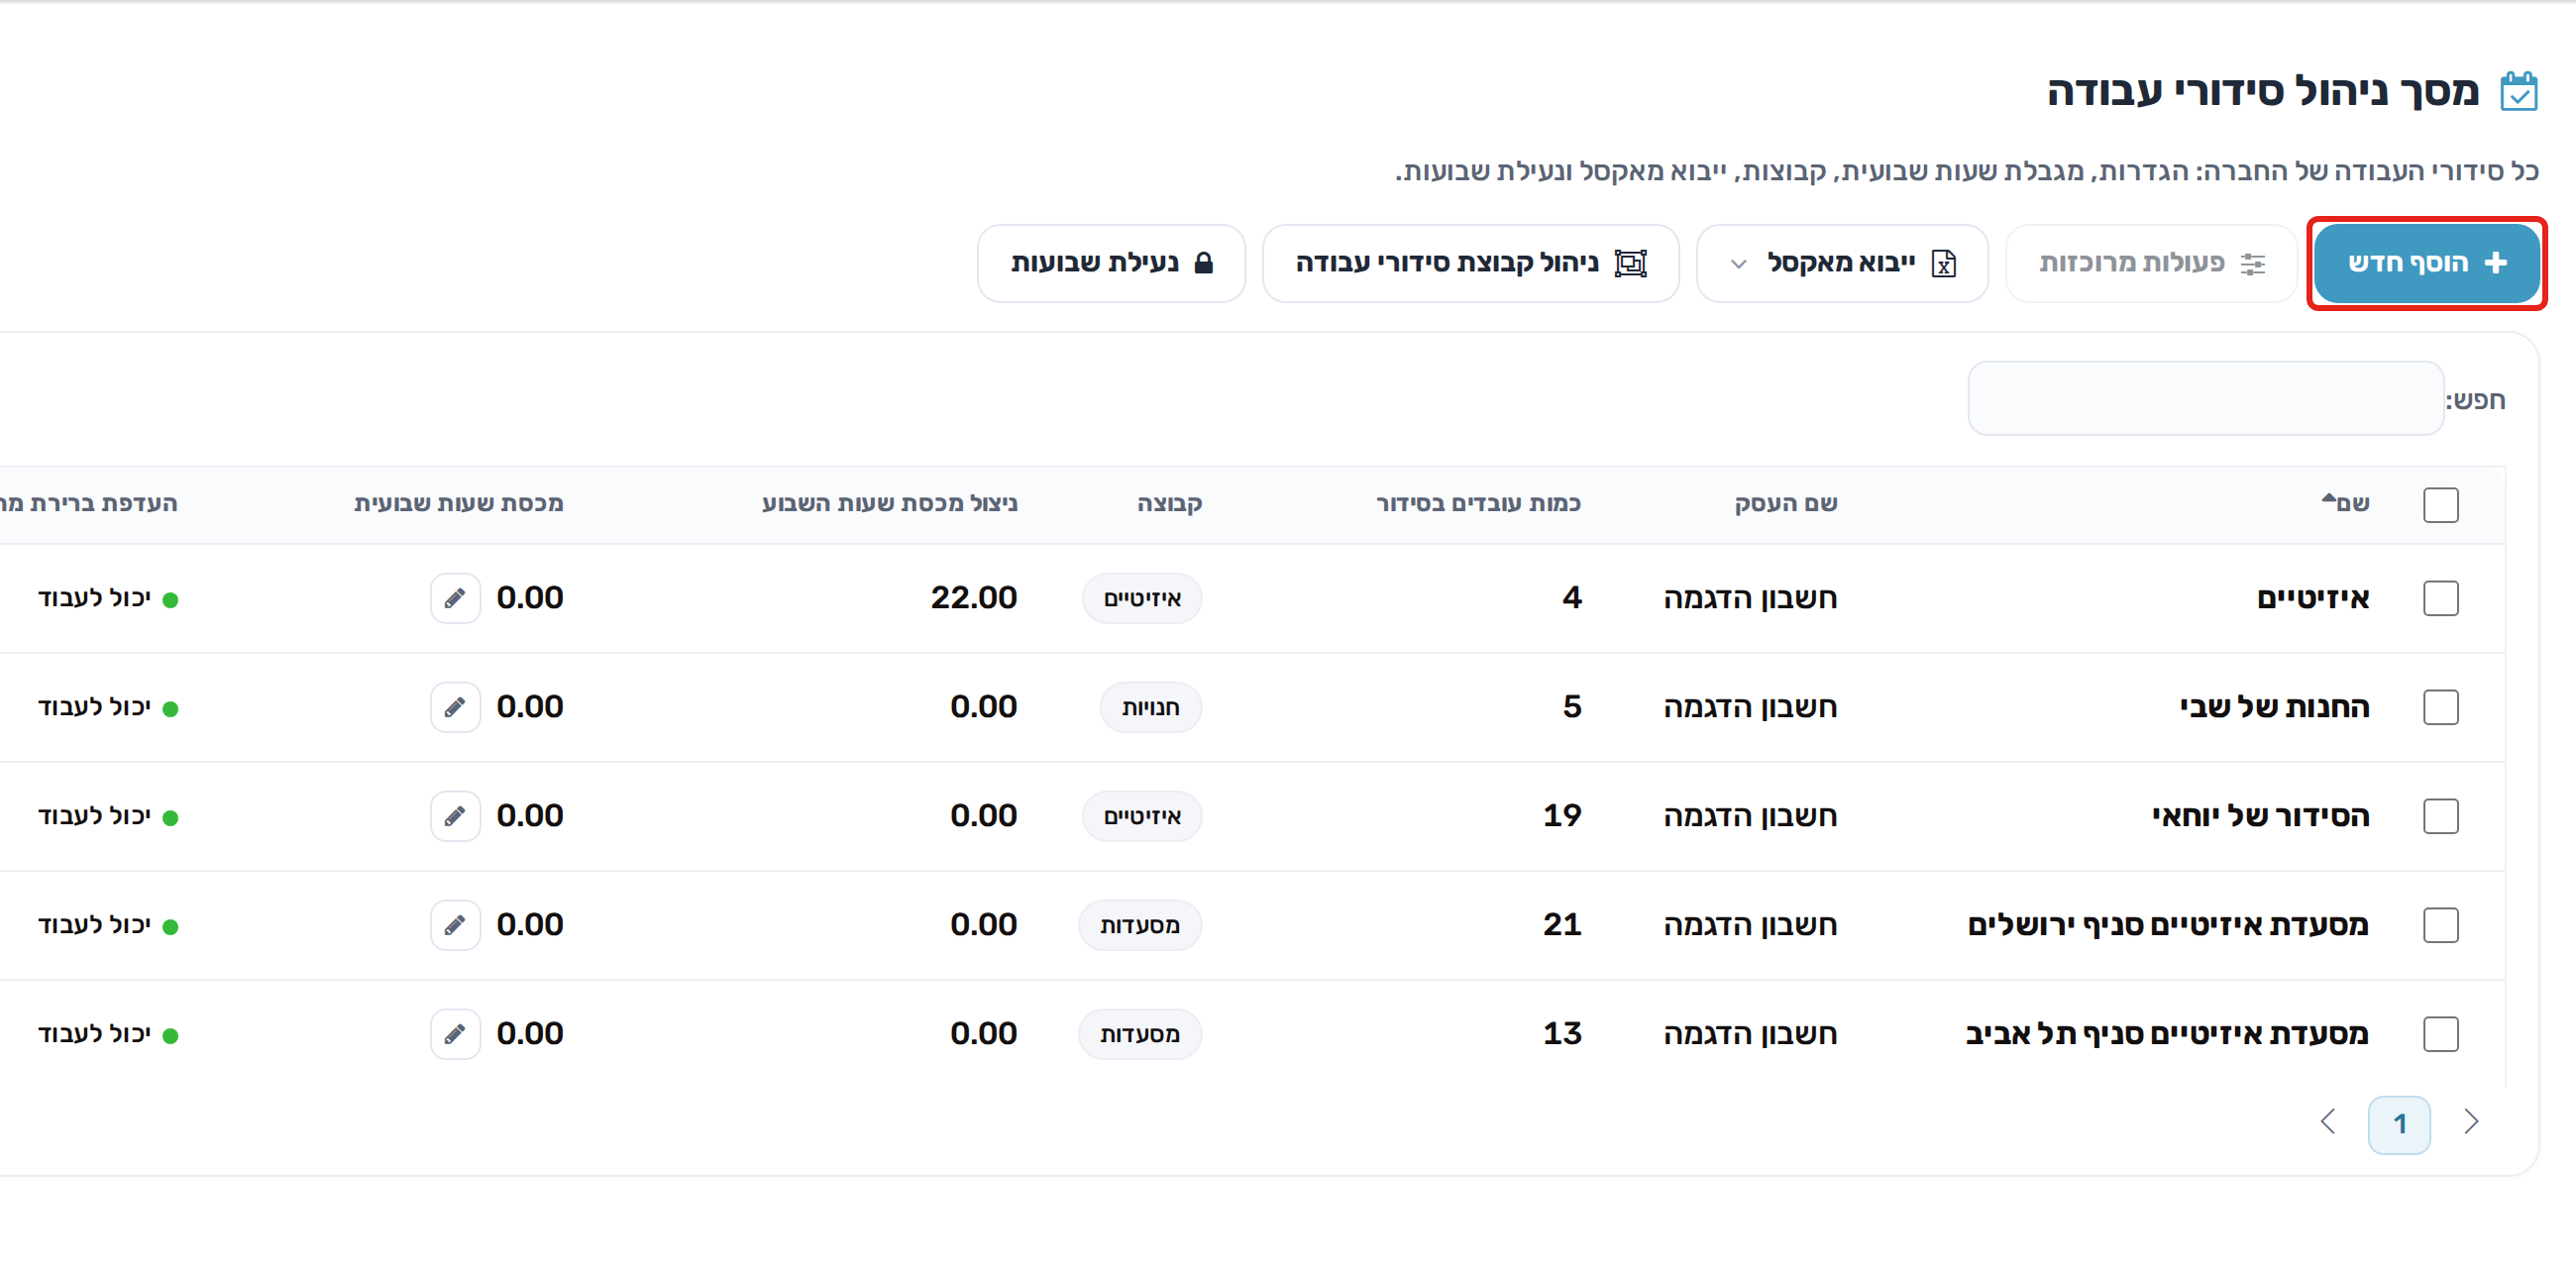 מסך ניהול סידורי עבודה
כל סידורי העבודה של החברה: הגדרות, מגבלת שעות שבועית, קבוצות, ייבוא מאקסל ונעילת שבועות.
הוסף חדש פעולות מרוכזות ייבוא מאקסל ניהול קבוצת סידורי עבודה נעילת שבועות
חפש:
שם שם העסק כמות עובדים בסידור קבוצה ניצול מכסת שעות השבוע מכסת שעות שבועית העדפת ברירת
איזיטיים חשבון הדגמה 4 איזיטיים 22.00 0.00 יכול לעבוד
החנות של שבי חשבון הדגמה 5 חנויות 0.00 0.00 יכול לעבוד
הסידור של יוחאי חשבון הדגמה 19 איזיטיים 0.00 0.00 יכול לעבוד
מסעדת איזיטיים סניף ירושלים חשבון הדגמה 21 מסעדות 0.00 0.00 יכול לעבוד
מסעדת איזיטיים סניף תל אביב חשבון הדגמה 13 מסעדות 0.00 0.00 יכול לעבוד
1